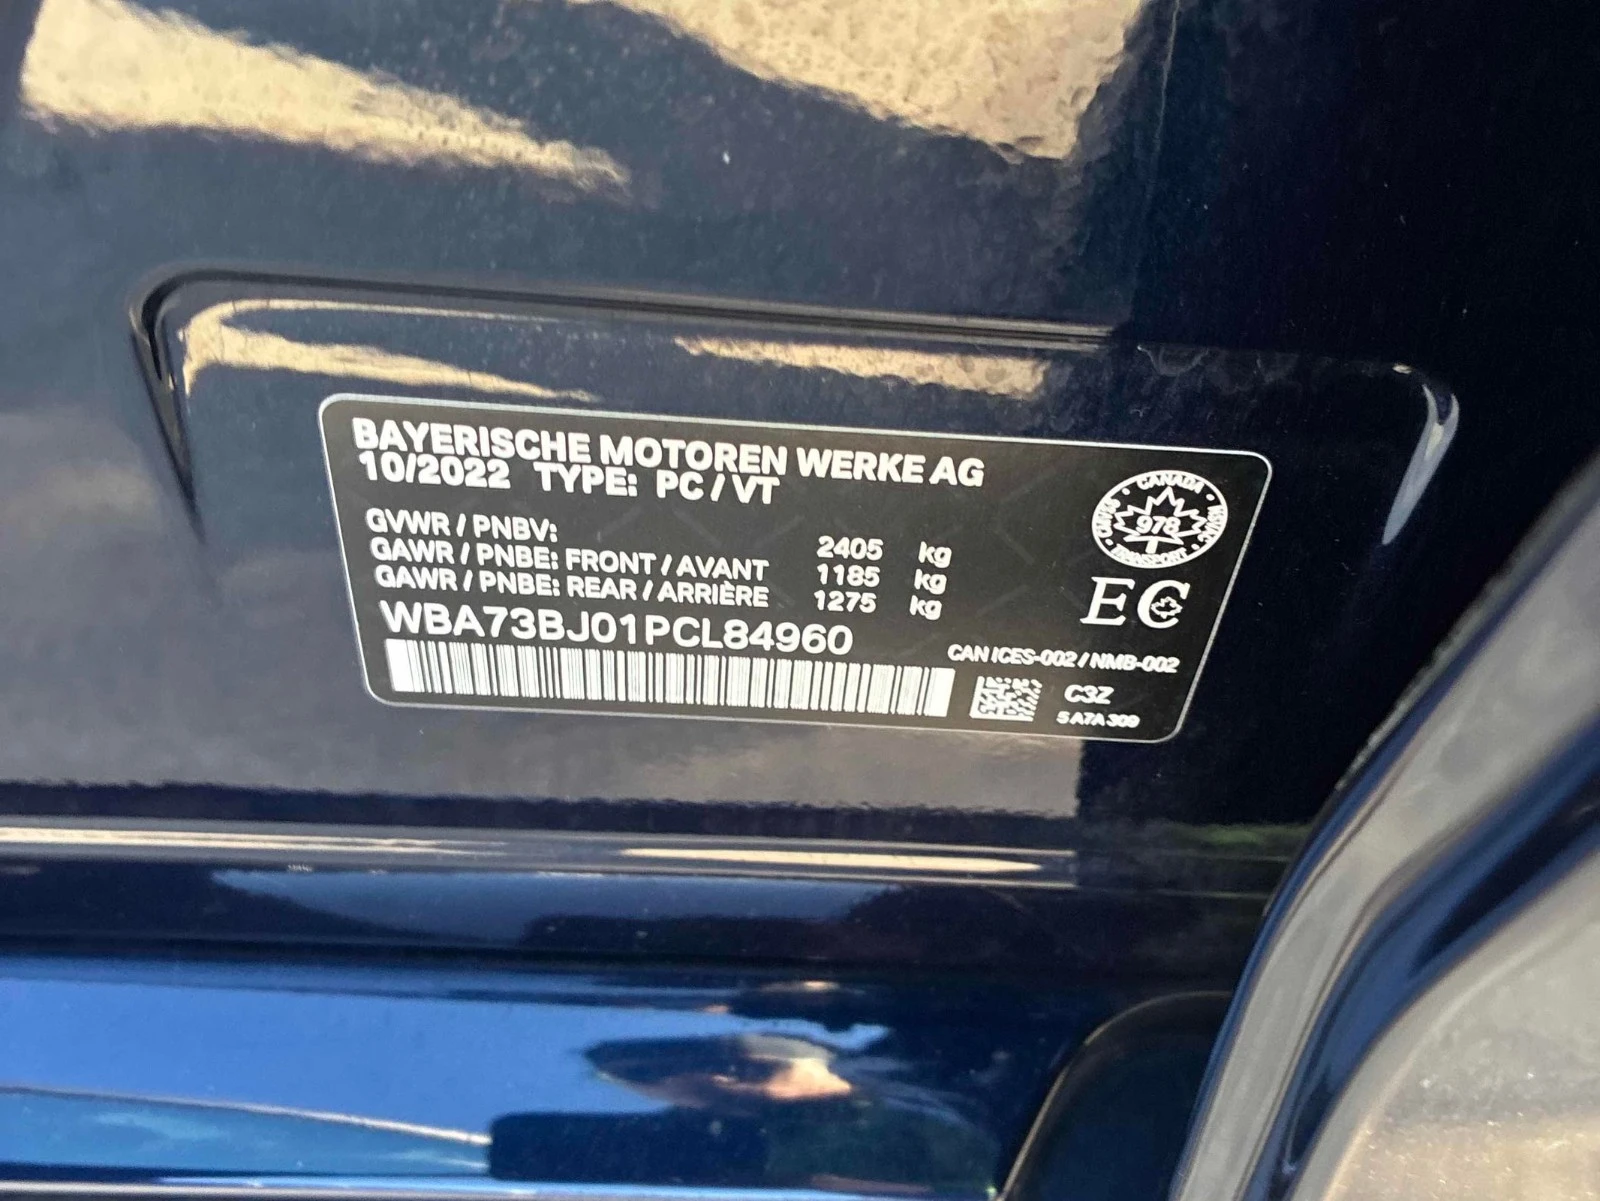 BAYERISCHE MOTOREN WERKE AG
10/2022 TYPE: PC / VT
GVWR / PNBV: 2405 kg
GAWR / PNBE: FRONT / AVANT 1185 kg
GAWR / PNBE: REAR / ARRIÈRE 1275 kg
WBA73BJ01PCL84960
CANADA
978
TRANSPORT
EC
CAN ICES-002 / NMB-002
C3Z
5 A7A 309